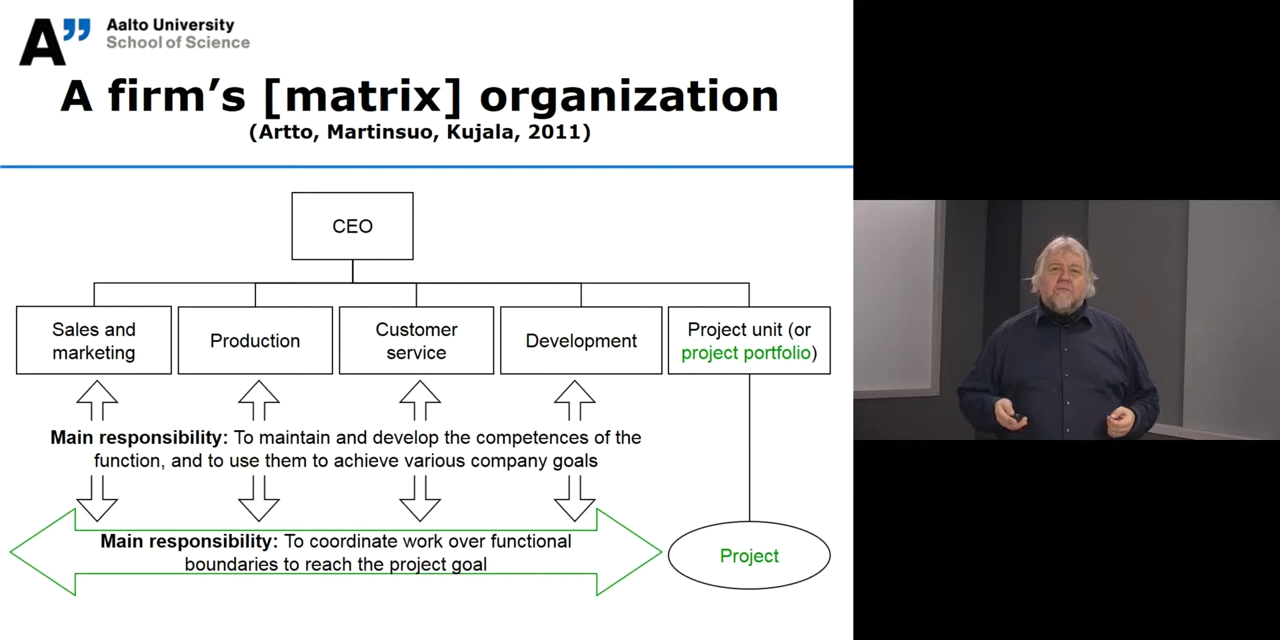 A”
Aalto University
School of Science
A firm’s [matrix] organization
(Artto, Martinsuo, Kujala, 2011)
CEO
Sales and
marketing
Production
Customer
service
Development
Project unit (or
project portfolio)
Main responsibility: To maintain and develop the competences of the
function, and to use them to achieve various company goals
Main responsibility: To coordinate work over functional
boundaries to reach the project goal
Project